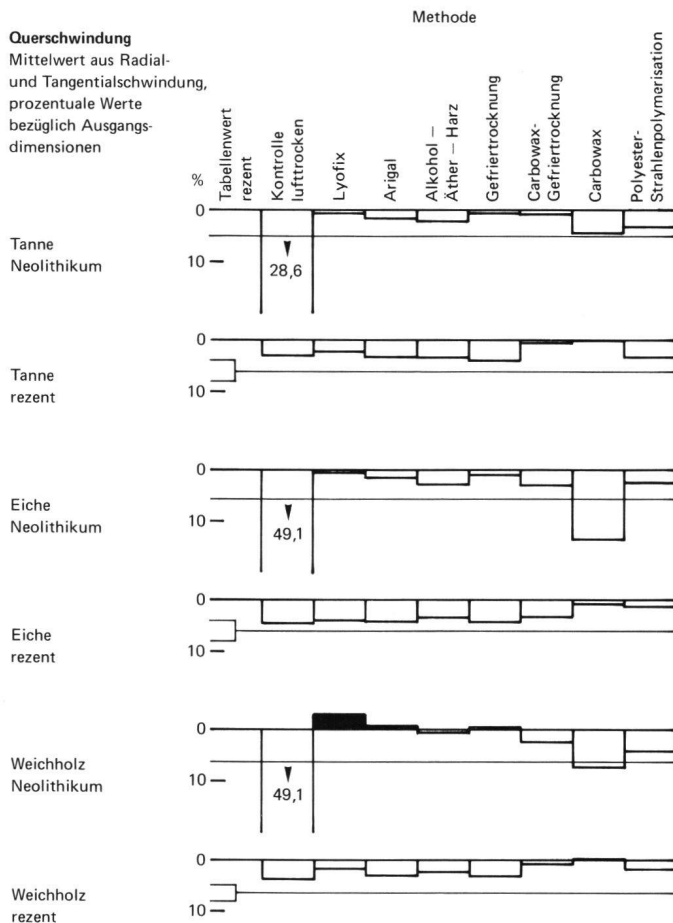 Methode
Querschwindung
Mittelwert aus Radial-
und Tangentialschwindung,
prozentuale Werte
bezüglich Ausgangs-
dimensionen
%
Tabellenwert
rezent
Kontrolle
lufttrocken
Lyofix
Arigal
Alkohol –
Äther – Harz
Gefriertrocknung
Carbowax-
Gefriertrocknung
Carbowax
Polyester-
Strahlenpolymerisation
0
Tanne
Neolithikum
10
28,6
0
Tanne
rezent
10
0
Eiche
Neolithikum
10
49,1
0
Eiche
rezent
10
0
Weichholz
Neolithikum
10
49,1
0
Weichholz
rezent
10